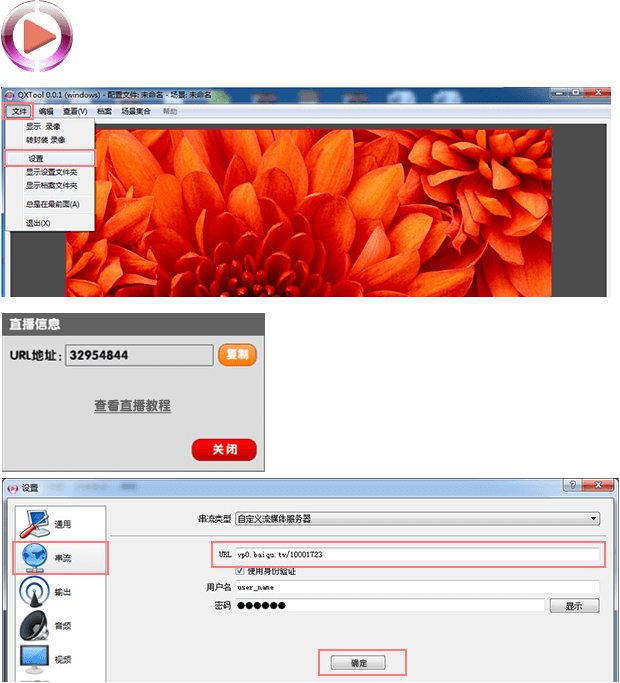 QXTool 0.0.1 (windows) - 配置文件: 未命名 - 场景: 未命名
文件 编辑 查看(V) 档案 场景集合 帮助
显示 录像
转封装 录像
设置
显示设置文件夹
显示档案文件夹
总是在最前面(A)
退出(X)
直播信息
URL地址: 32954844 复制
查看直播教程
关闭
设置
通用
串流
输出
音频
视频
串流类型 自定义流媒体服务器
URL vp0.baiqu.tv/10001723
使用身份验证
用户名 user_name
密码 ●●●●●● 显示
确定